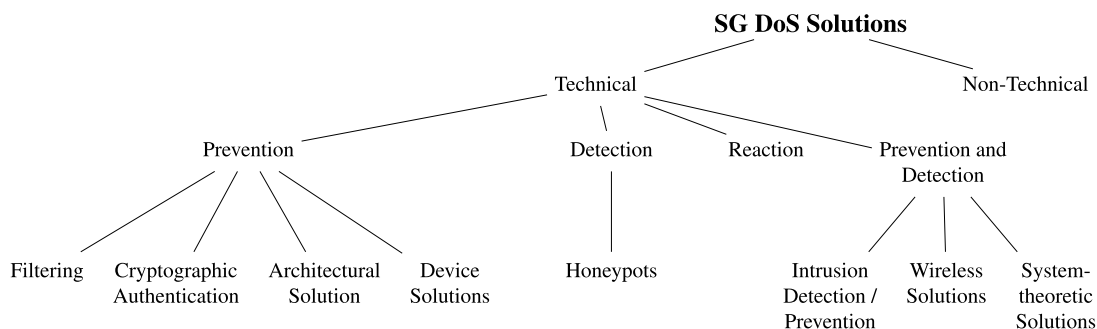 SG DoS Solutions
Technical
Non-Technical
Prevention
Detection
Reaction
Prevention and
Detection
Filtering
Cryptographic
Authentication
Architectural
Solution
Device
Solutions
Honeypots
Intrusion
Detection /
Prevention
Wireless
Solutions
System-
theoretic
Solutions